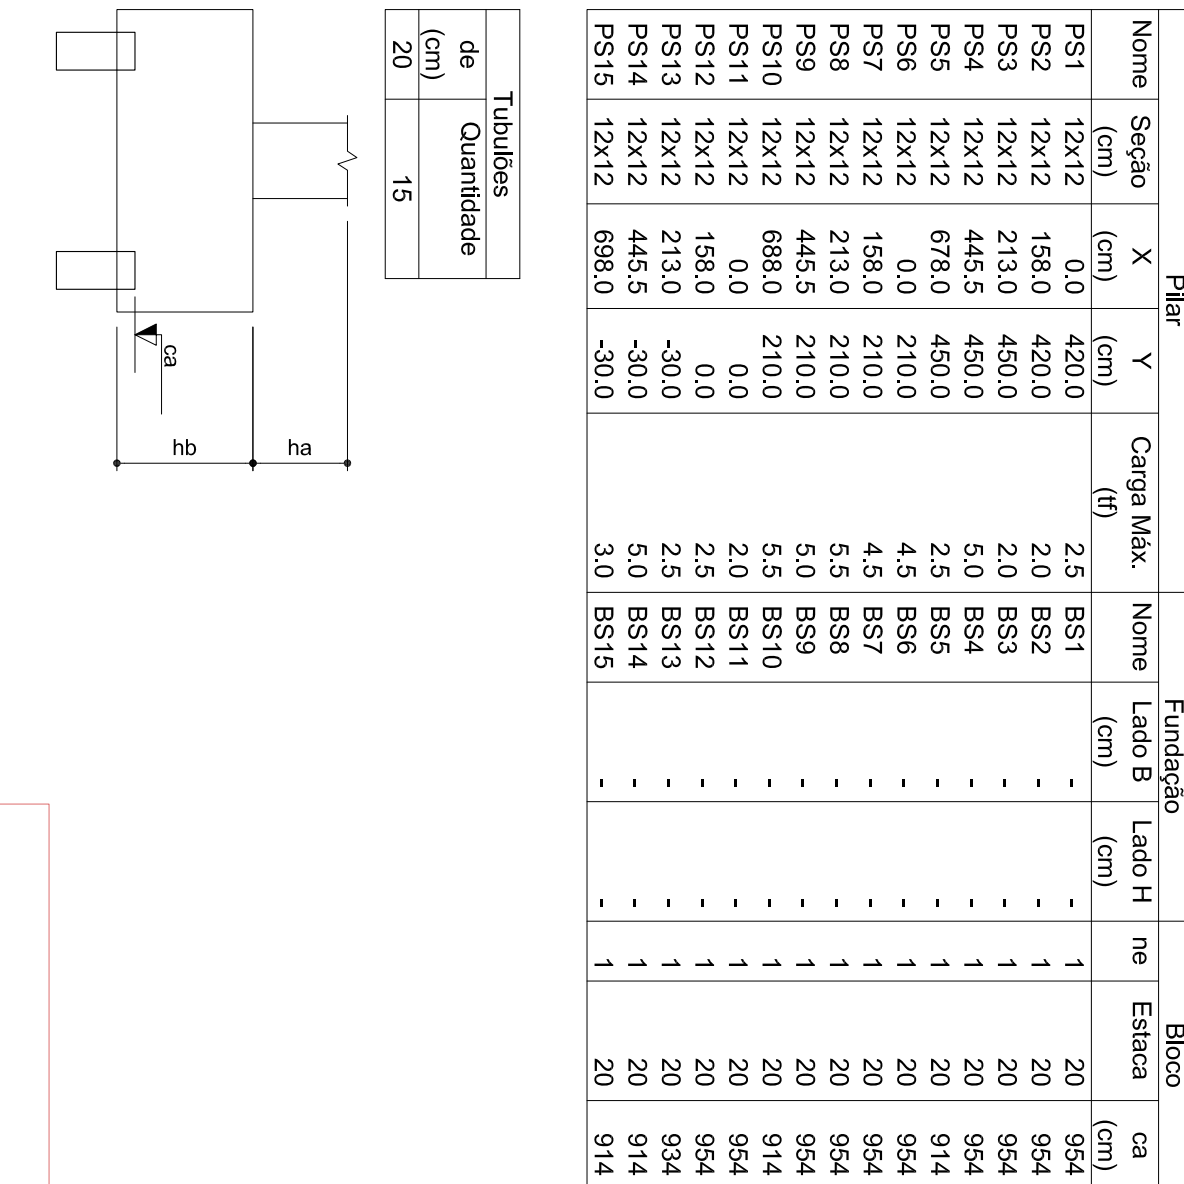 Pilar Fundação Bloco
Nome Seção X Y Carga Máx. Nome Lado B Lado H ne Estaca ca
(cm) (cm) (cm) (tf) (cm) (cm) (cm)
PS1 12x12 0.0 420.0 2.5 BS1 - - 1 20 954
PS2 12x12 158.0 420.0 2.0 BS2 - - 1 20 954
PS3 12x12 213.0 450.0 2.0 BS3 - - 1 20 954
PS4 12x12 445.5 450.0 5.0 BS4 - - 1 20 954
PS5 12x12 678.0 450.0 2.5 BS5 - - 1 20 914
PS6 12x12 0.0 210.0 4.5 BS6 - - 1 20 954
PS7 12x12 158.0 210.0 4.5 BS7 - - 1 20 954
PS8 12x12 213.0 210.0 5.5 BS8 - - 1 20 954
PS9 12x12 445.5 210.0 5.0 BS9 - - 1 20 954
PS10 12x12 688.0 210.0 5.5 BS10 - - 1 20 914
PS11 12x12 0.0 0.0 2.0 BS11 - - 1 20 954
PS12 12x12 158.0 0.0 2.5 BS12 - - 1 20 954
PS13 12x12 213.0 -30.0 2.5 BS13 - - 1 20 934
PS14 12x12 445.5 -30.0 5.0 BS14 - - 1 20 914
PS15 12x12 698.0 -30.0 3.0 BS15 - - 1 20 914
Tubulões
de Quantidade
(cm)
20 15
ca
hb ha